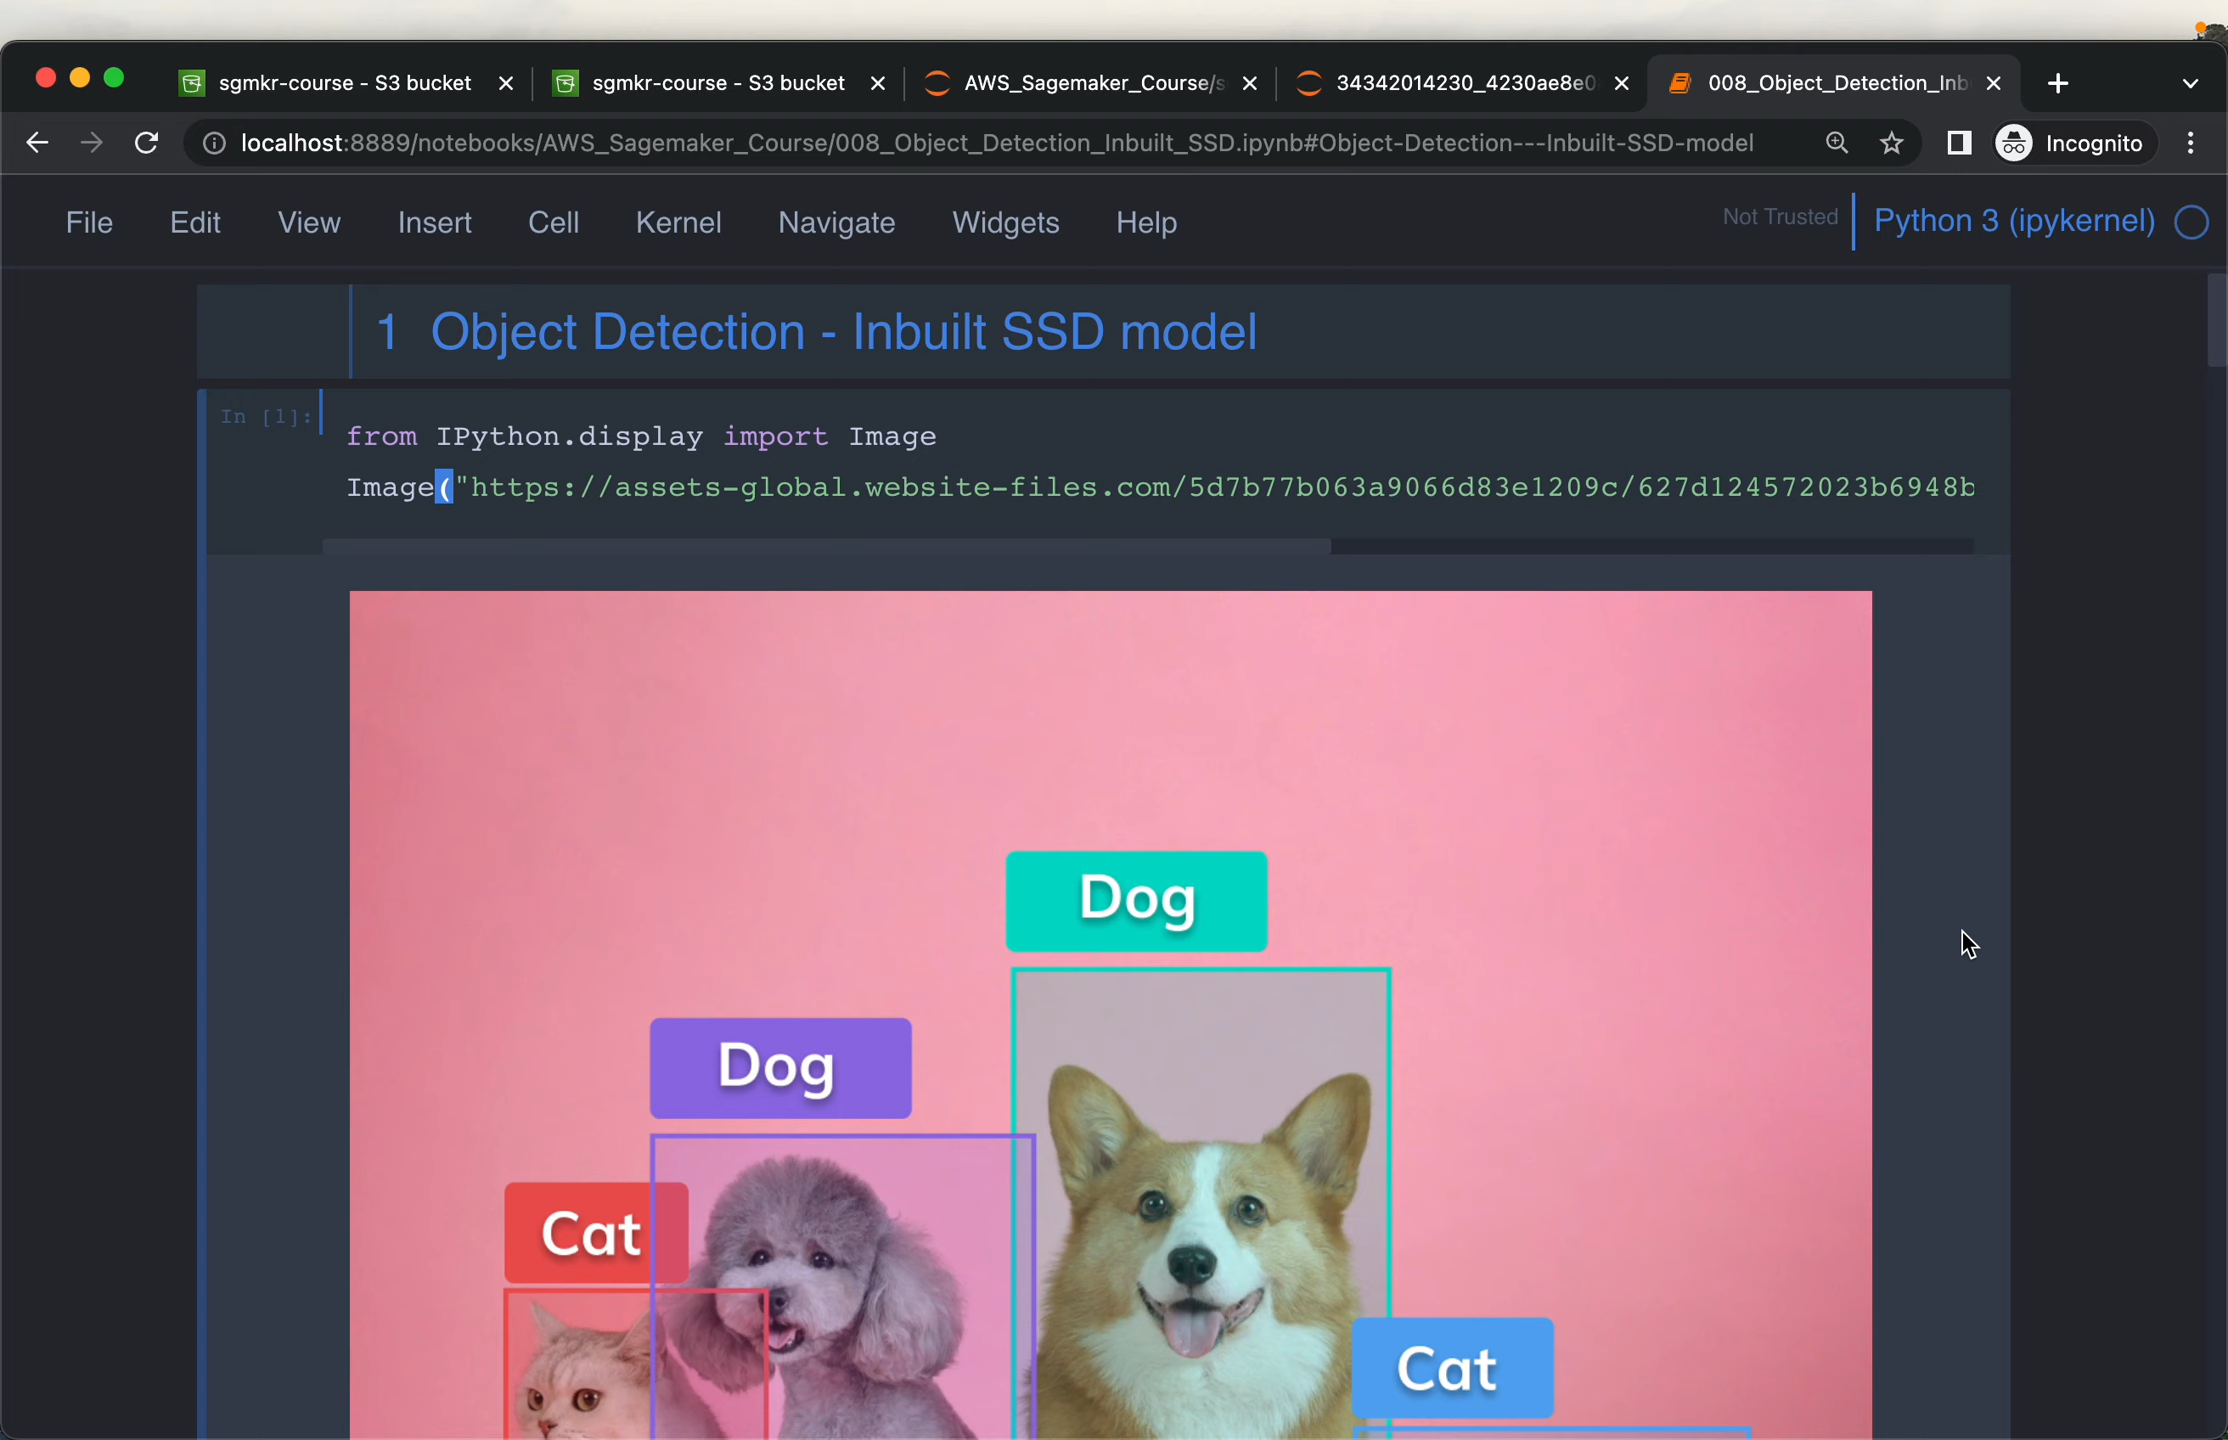 sgmkr-course - S3 bucket
sgmkr-course - S3 bucket
AWS_Sagemaker_Course/s
34342014230_4230ae8e0
008_Object_Detection_Inb
localhost:8889/notebooks/AWS_Sagemaker_Course/008_Object_Detection_Inbuilt_SSD.ipynb#Object-Detection---Inbuilt-SSD-model
Incognito
File Edit View Insert Cell Kernel Navigate Widgets Help
Not Trusted
Python 3 (ipykernel)
1 Object Detection - Inbuilt SSD model
In [1]:
from IPython.display import Image
Image("https://assets-global.website-files.com/5d7b77b063a9066d83e1209c/627d124572023b6948b
Dog
Dog
Cat
Cat